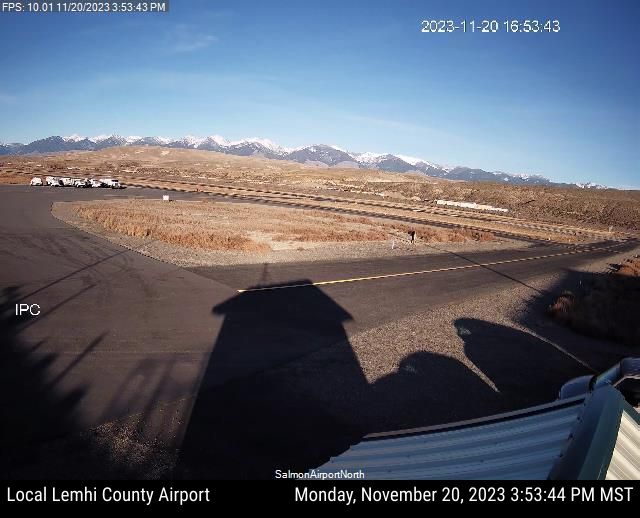 FPS: 10.01 11/20/2023 3:53:43 PM
2023-11-20 16:53:43
IPC
SalmonAirportNorth
Local Lemhi County Airport
Monday, November 20, 2023 3:53:44 PM MST